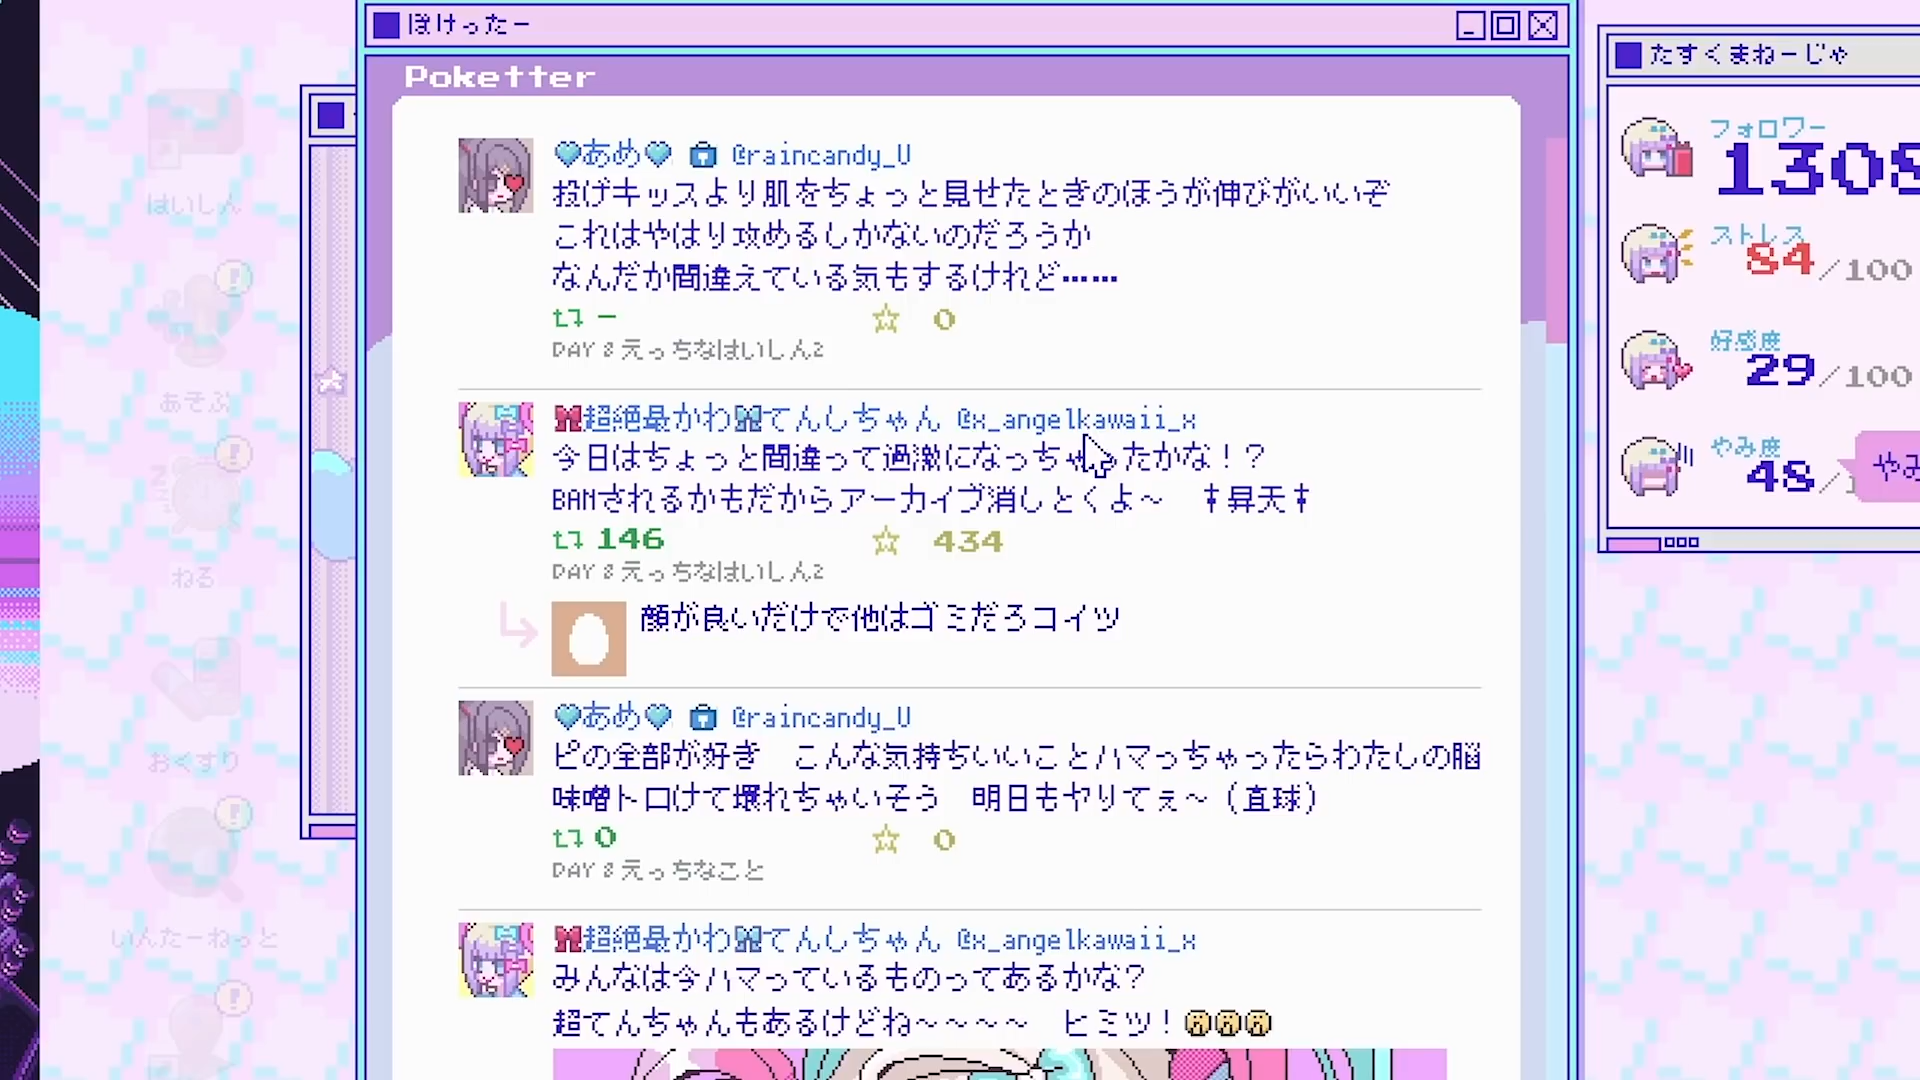 ぽけったー
Poketter
あめ @raincandy_U
投げキッスより肌をちょっと見せたときのほうが伸びがいいぞ
これはやはり攻めるしかないのだろうか
なんだか間違えている気もするけれど……
ー
0
DAY 8 えっちなはいしん2
超絶最かわてんしちゃん @x_angelkawaii_x
今日はちょっと間違って過激になっちゃったかな！？
BANされるかもだからアーカイブ消しとくよ～　‡昇天‡
146
434
DAY 8 えっちなはいしん2
顔が良いだけで他はゴミだろコイツ
あめ @raincandy_U
ピの全部が好き　こんな気持ちいいことハマっちゃったらわたしの脳
味噌トロけて壊れちゃいそう　明日もヤりてぇ～（直球）
0
0
DAY 8 えっちなこと
超絶最かわてんしちゃん @x_angelkawaii_x
みんなは今ハマっているものってあるかな？
超てんちゃんもあるけどね～～～～　ヒミツ！
たすくまねーじゃ
フォロワー
1308
ストレス
84/100
好感度
29/100
やみ度
48/
やみ
はいしん
あそぶ
ねる
おくすり
いんたーねっと